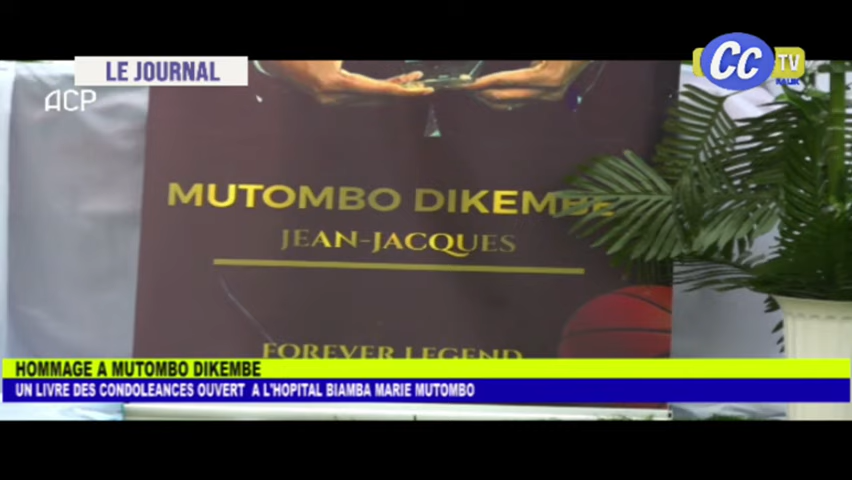 LE JOURNAL
CC TV
ACP
MUTOMBO DIKEMBE
JEAN-JACQUES
FOREVER LEGEND
HOMMAGE A MUTOMBO DIKEMBE
UN LIVRE DES CONDOLEANCES OUVERT A L'HOPITAL BIAMBA MARIE MUTOMBO